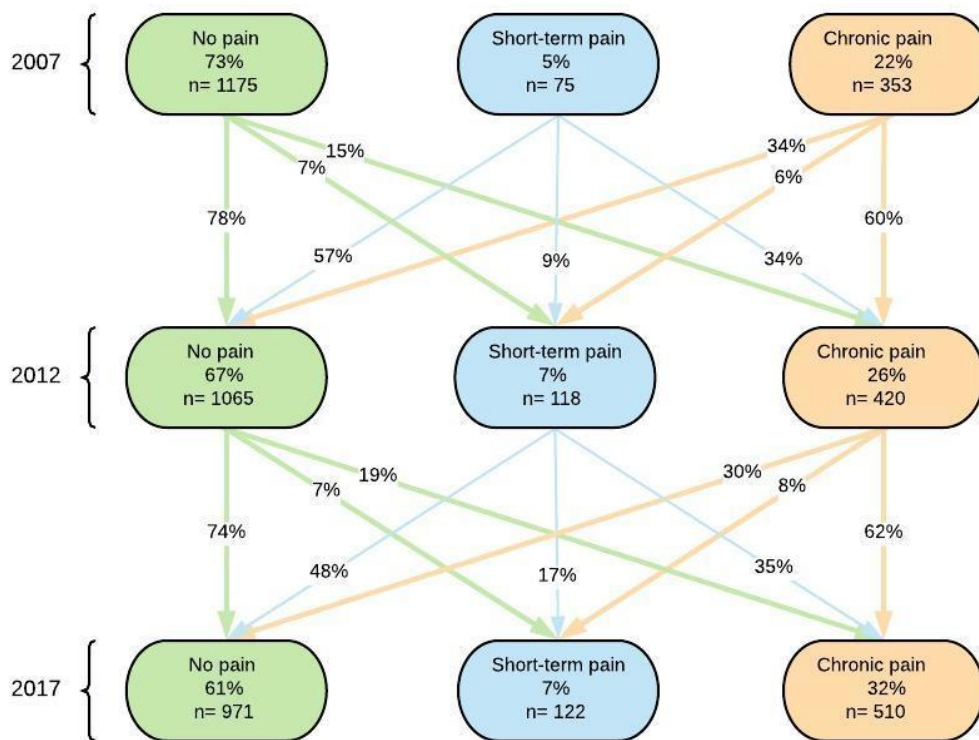 2007
No pain
73%
n= 1175
Short-term pain
5%
n= 75
Chronic pain
22%
n= 353
15%
34%
7%
6%
78%
60%
57%
9%
34%
2012
No pain
67%
n= 1065
Short-term pain
7%
n= 118
Chronic pain
26%
n= 420
19%
30%
7%
8%
74%
62%
48%
17%
35%
2017
No pain
61%
n= 971
Short-term pain
7%
n= 122
Chronic pain
32%
n= 510